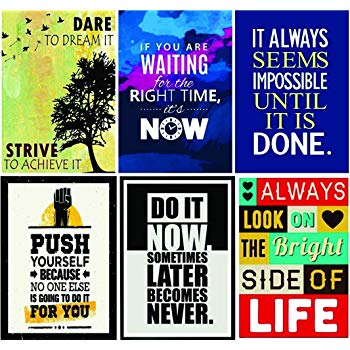 DARE
TO DREAM IT
STRIVE
TO ACHIEVE IT
IF YOU ARE
WAITING
for the
RIGHT TIME,
it's
NOW
IT ALWAYS
SEEMS
IMPOSSIBLE
UNTIL
IT IS
DONE.
PUSH
YOURSELF
BECAUSE
NO ONE ELSE
IS GOING TO DO IT
FOR YOU
DO IT
NOW.
SOMETIMES
LATER
BECOMES
NEVER.
ALWAYS
LOOK ON
THE Bright
SIDE OF
LIFE